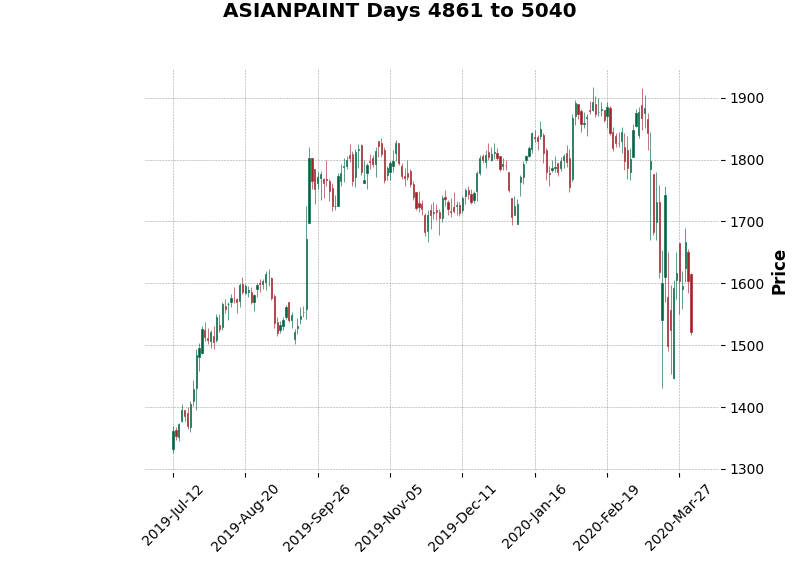 ASIANPAINT Days 4861 to 5040
1900
1800
1700
1600
1500
1400
1300
Price
2019-Jul-12
2019-Aug-20
2019-Sep-26
2019-Nov-05
2019-Dec-11
2020-Jan-16
2020-Feb-19
2020-Mar-27